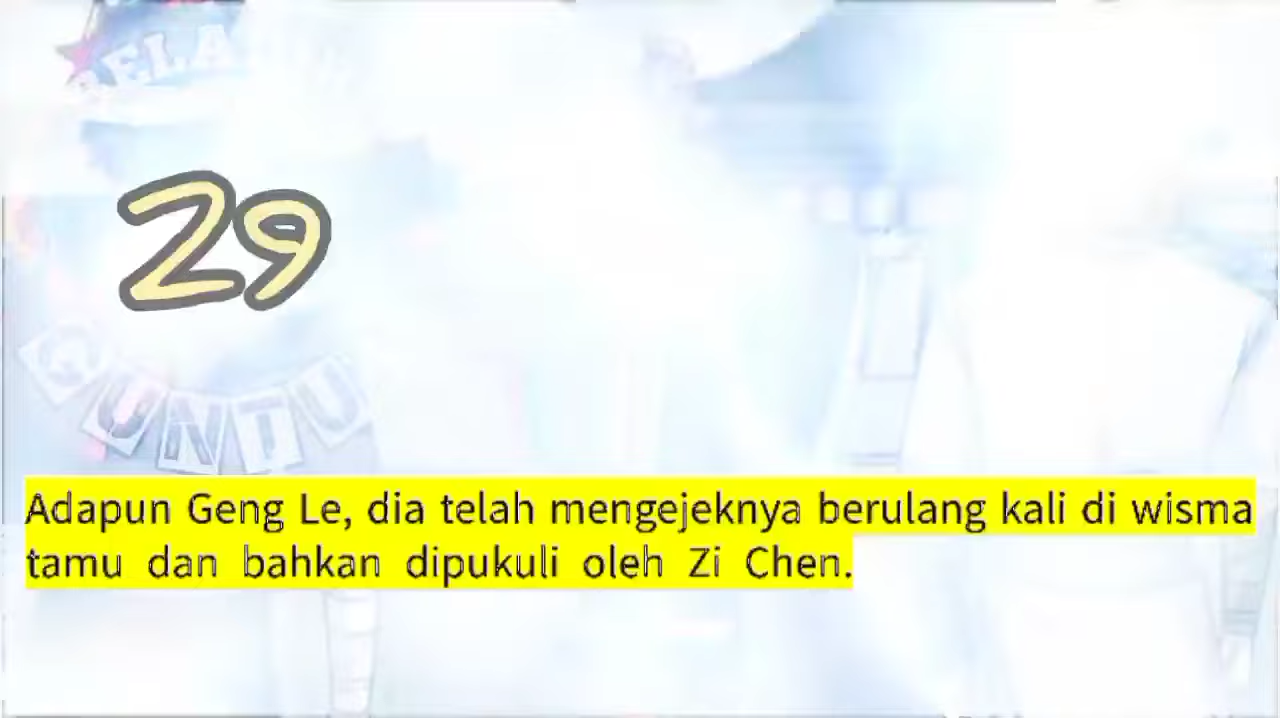 29
Adapun Geng Le, dia telah mengejeknya berulang kali di wisma
tamu dan bahkan dipukuli oleh Zi Chen.